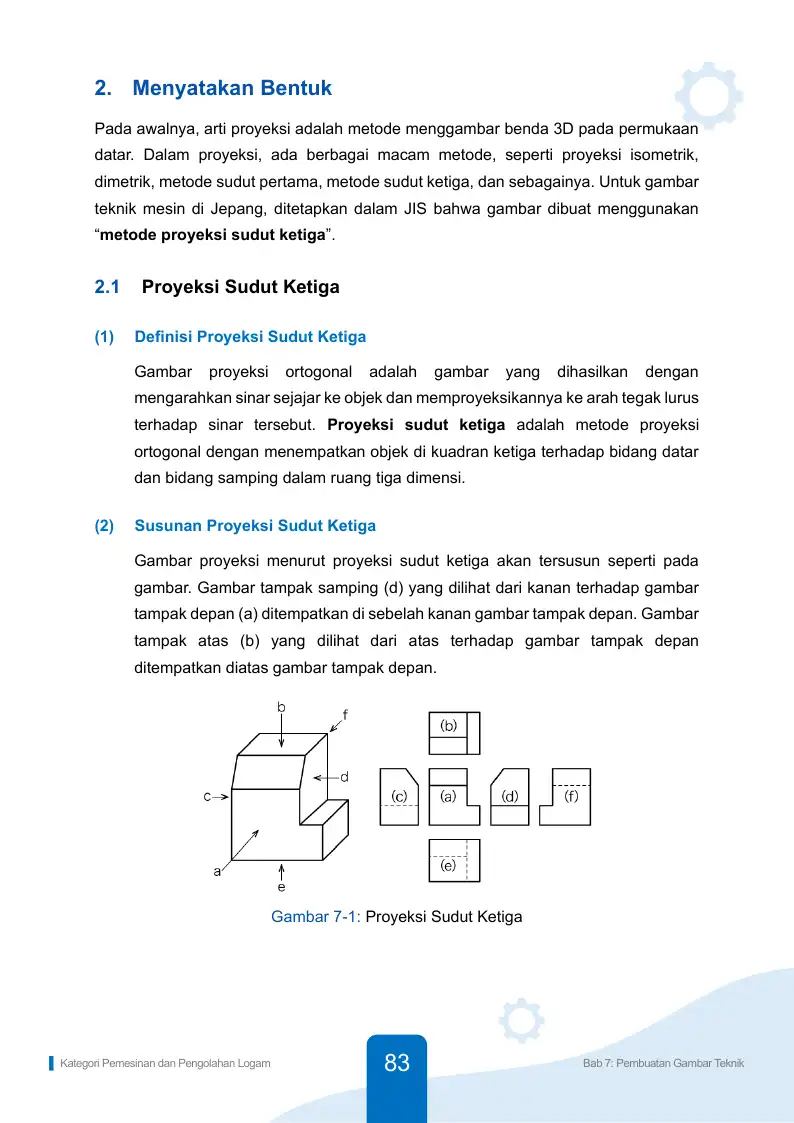 2. Menyatakan Bentuk
Pada awalnya, arti proyeksi adalah metode menggambar benda 3D pada permukaan
datar. Dalam proyeksi, ada berbagai macam metode, seperti proyeksi isometrik,
dimetrik, metode sudut pertama, metode sudut ketiga, dan sebagainya. Untuk gambar
teknik mesin di Jepang, ditetapkan dalam JIS bahwa gambar dibuat menggunakan
“metode proyeksi sudut ketiga”.
2.1 Proyeksi Sudut Ketiga
(1) Definisi Proyeksi Sudut Ketiga
Gambar proyeksi ortogonal adalah gambar yang dihasilkan dengan
mengarahkan sinar sejajar ke objek dan memproyeksikannya ke arah tegak lurus
terhadap sinar tersebut. Proyeksi sudut ketiga adalah metode proyeksi
ortogonal dengan menempatkan objek di kuadran ketiga terhadap bidang datar
dan bidang samping dalam ruang tiga dimensi.
(2) Susunan Proyeksi Sudut Ketiga
Gambar proyeksi menurut proyeksi sudut ketiga akan tersusun seperti pada
gambar. Gambar tampak samping (d) yang dilihat dari kanan terhadap gambar
tampak depan (a) ditempatkan di sebelah kanan gambar tampak depan. Gambar
tampak atas (b) yang dilihat dari atas terhadap gambar tampak depan
ditempatkan diatas gambar tampak depan.
b
f
d
c
a
e
(b)
(c) (a) (d) (f)
(e)
Gambar 7-1: Proyeksi Sudut Ketiga
Kategori Pemesinan dan Pengolahan Logam
83
Bab 7: Pembuatan Gambar Teknik